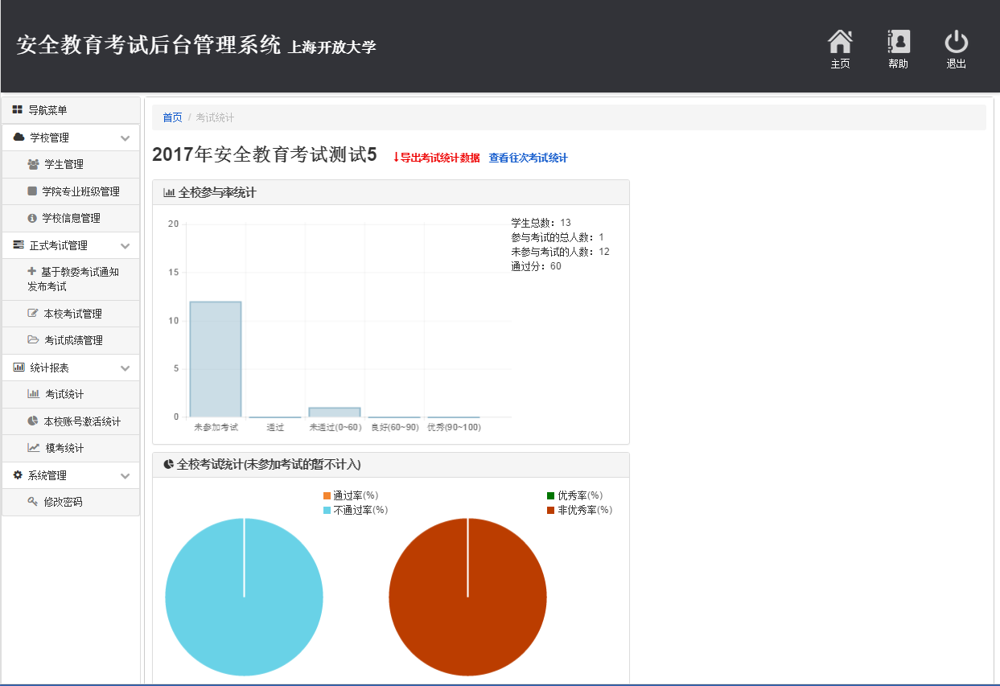 安全教育考试后台管理系统 上海开放大学
主页
帮助
退出
导航菜单
学校管理
学生管理
学院专业班级管理
学校信息管理
正式考试管理
基于教委考试通知
发布考试
本校考试管理
考试成绩管理
统计报表
考试统计
本校账号激活统计
模考统计
系统管理
修改密码
首页 / 考试统计
2017年安全教育考试测试5 ↓导出考试统计数据 查看往次考试统计
全校参与率统计
20
15
10
5
0
未参加考试 通过 未通过(0~60) 良好(60~90) 优秀(90~100)
学生总数：13
参与考试的总人数：1
未参与考试的人数：12
通过分：60
全校考试统计(未参加考试的暂不计入)
通过率(%)
不通过率(%)
优秀率(%)
非优秀率(%)